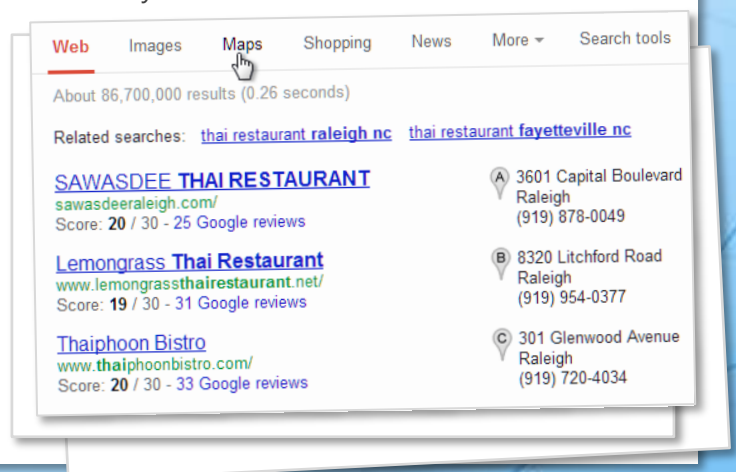 Web Images Maps Shopping News More Search tools
About 86,700,000 results (0.26 seconds)
Related searches: thai restaurant raleigh nc thai restaurant fayetteville nc
SAWASDEE THAI RESTAURANT
sawasdeeraleigh.com/
Score: 20 / 30 - 25 Google reviews
A 3601 Capital Boulevard
Raleigh
(919) 878-0049
Lemongrass Thai Restaurant
www.lemongrassthairestaurant.net/
Score: 19 / 30 - 31 Google reviews
B 8320 Litchford Road
Raleigh
(919) 954-0377
Thaiphoon Bistro
www.thaiphoonbistro.com/
Score: 20 / 30 - 33 Google reviews
C 301 Glenwood Avenue
Raleigh
(919) 720-4034